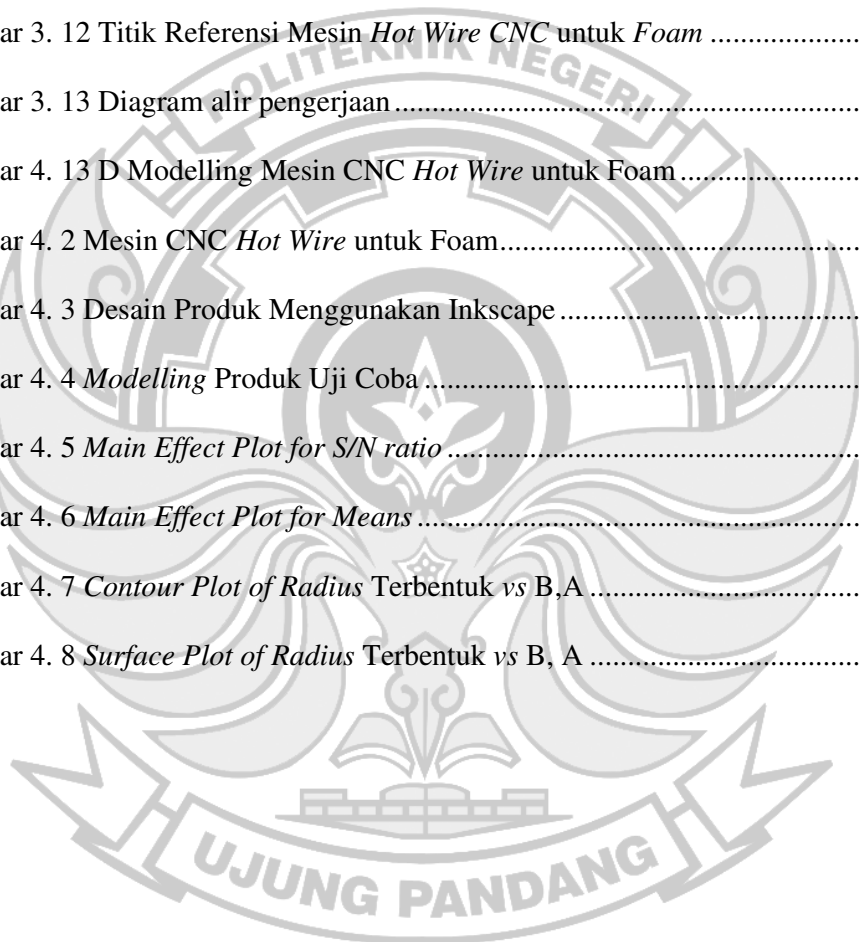 ar 3. 12 Titik Referensi Mesin Hot Wire CNC untuk Foam ..................
POLITEKNIK NEGERI
ar 3. 13 Diagram alir pengerjaan ..........................................................
ar 4. 13 D Modelling Mesin CNC Hot Wire untuk Foam ......................
ar 4. 2 Mesin CNC Hot Wire untuk Foam.............................................
ar 4. 3 Desain Produk Menggunakan Inkscape .....................................
ar 4. 4 Modelling Produk Uji Coba ......................................................
ar 4. 5 Main Effect Plot for S/N ratio ...................................................
ar 4. 6 Main Effect Plot for Means .......................................................
ar 4. 7 Contour Plot of Radius Terbentuk vs B,A .................................
ar 4. 8 Surface Plot of Radius Terbentuk vs B, A .................................
UJUNG PANDANG